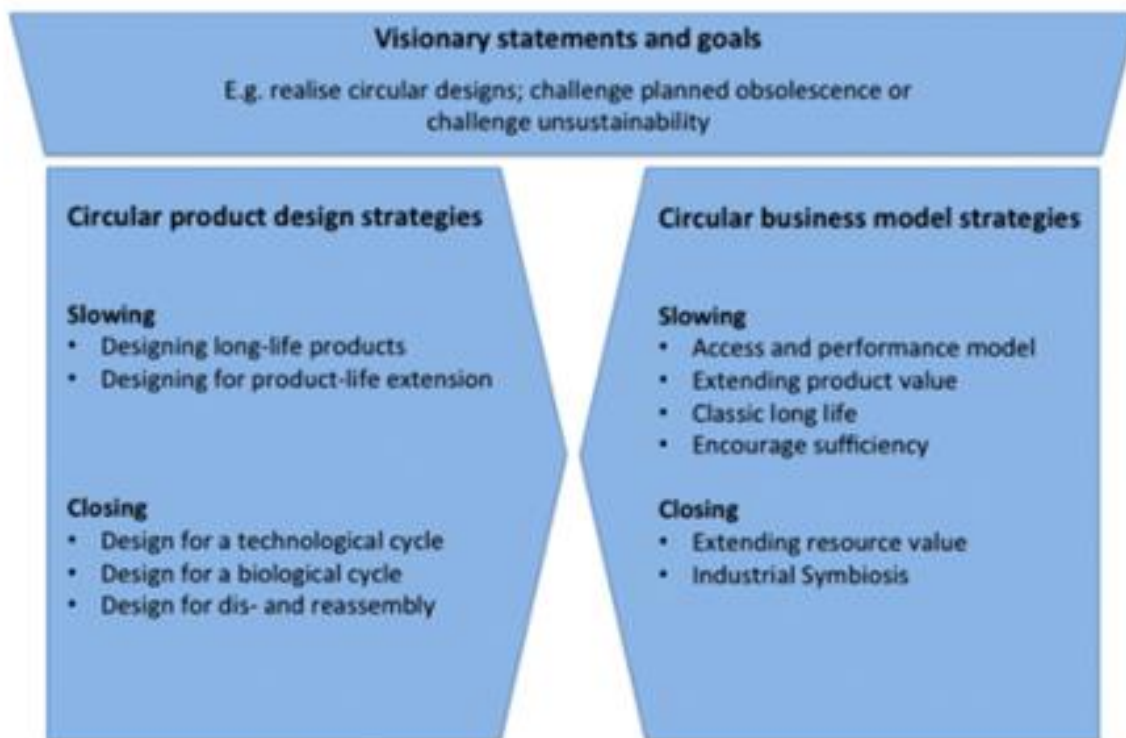 Visionary statements and goals
E.g. realise circular designs; challenge planned obsolescence or
challenge unsustainability
Circular product design strategies
Slowing
• Designing long-life products
• Designing for product-life extension
Closing
• Design for a technological cycle
• Design for a biological cycle
• Design for dis- and reassembly
Circular business model strategies
Slowing
• Access and performance model
• Extending product value
• Classic long life
• Encourage sufficiency
Closing
• Extending resource value
• Industrial Symbiosis